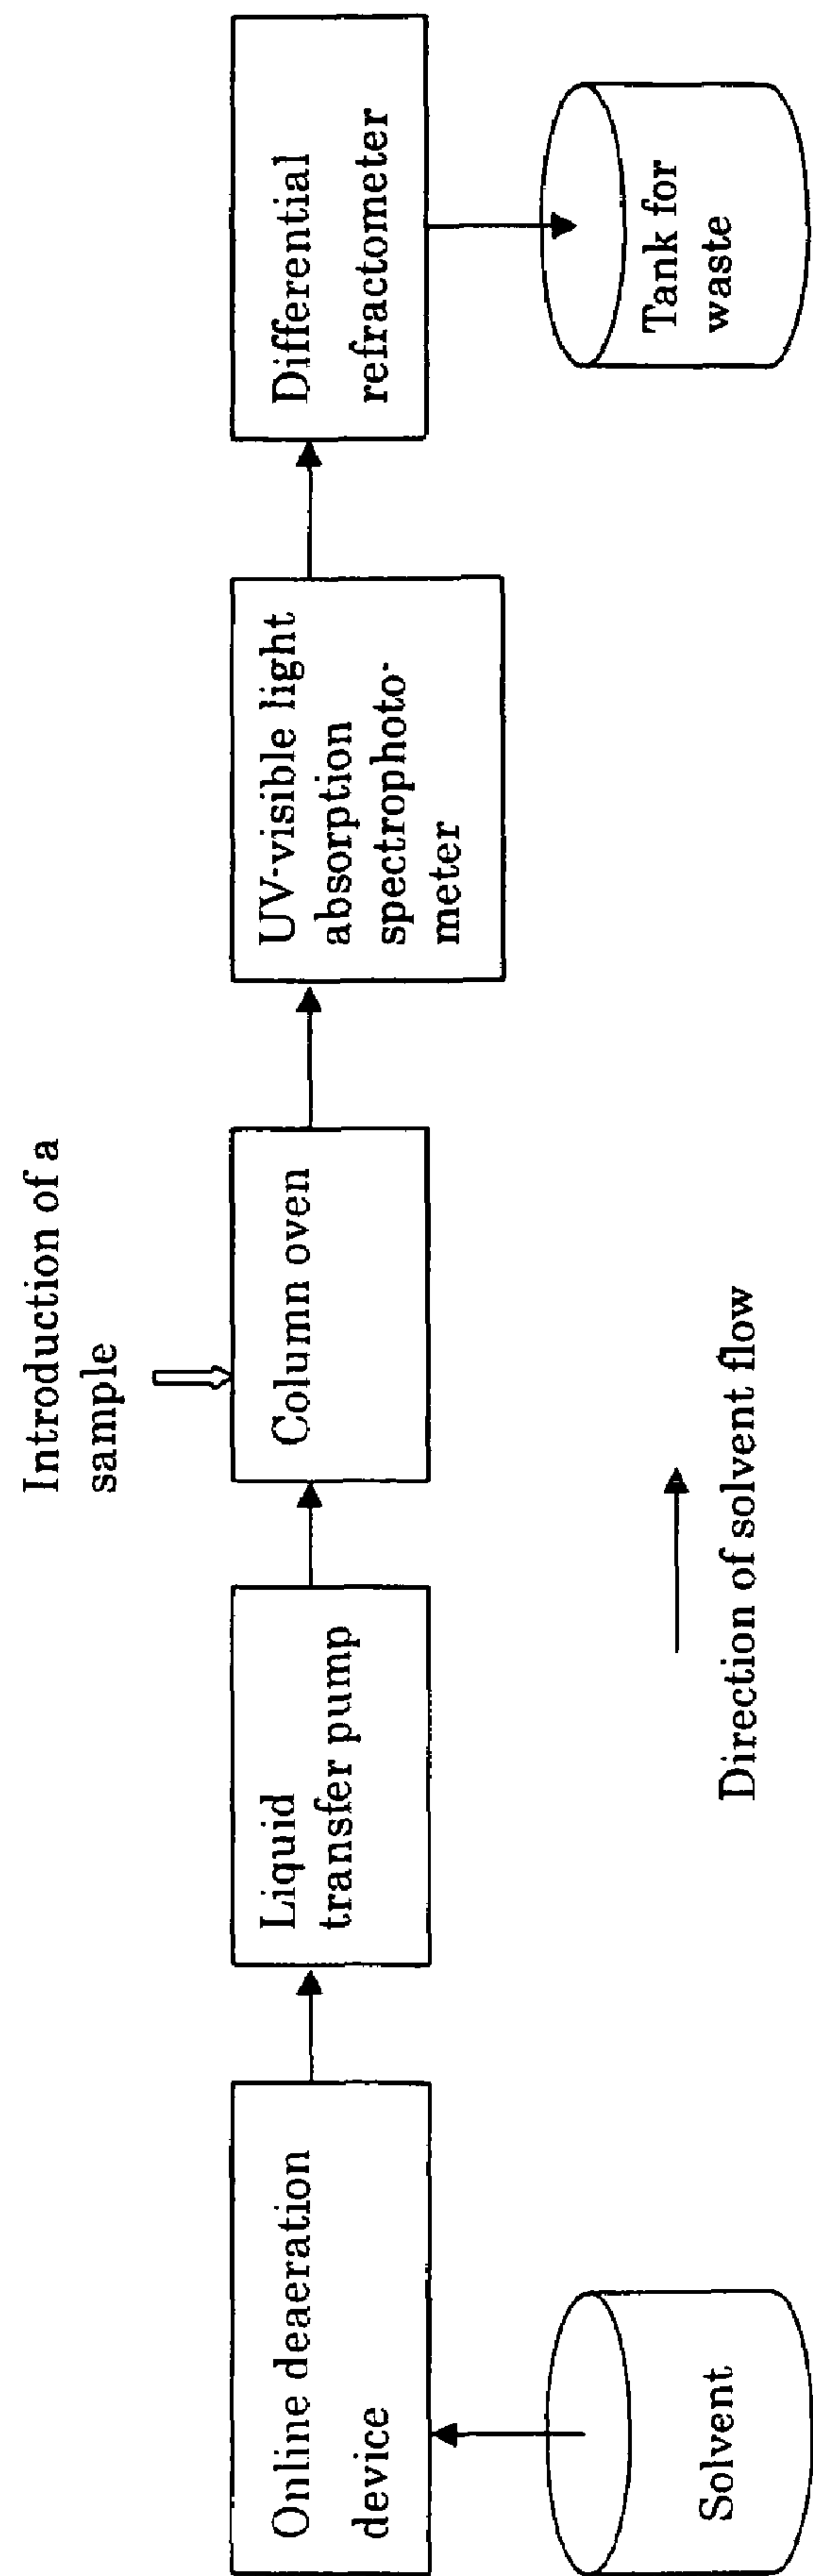 Introduction of a
sample
Online deaeration
device
Liquid
transfer pump
Column oven
UV-visible light
absorption
spectrophoto-
meter
Differential
refractometer
Solvent
Direction of solvent flow
Tank for
waste